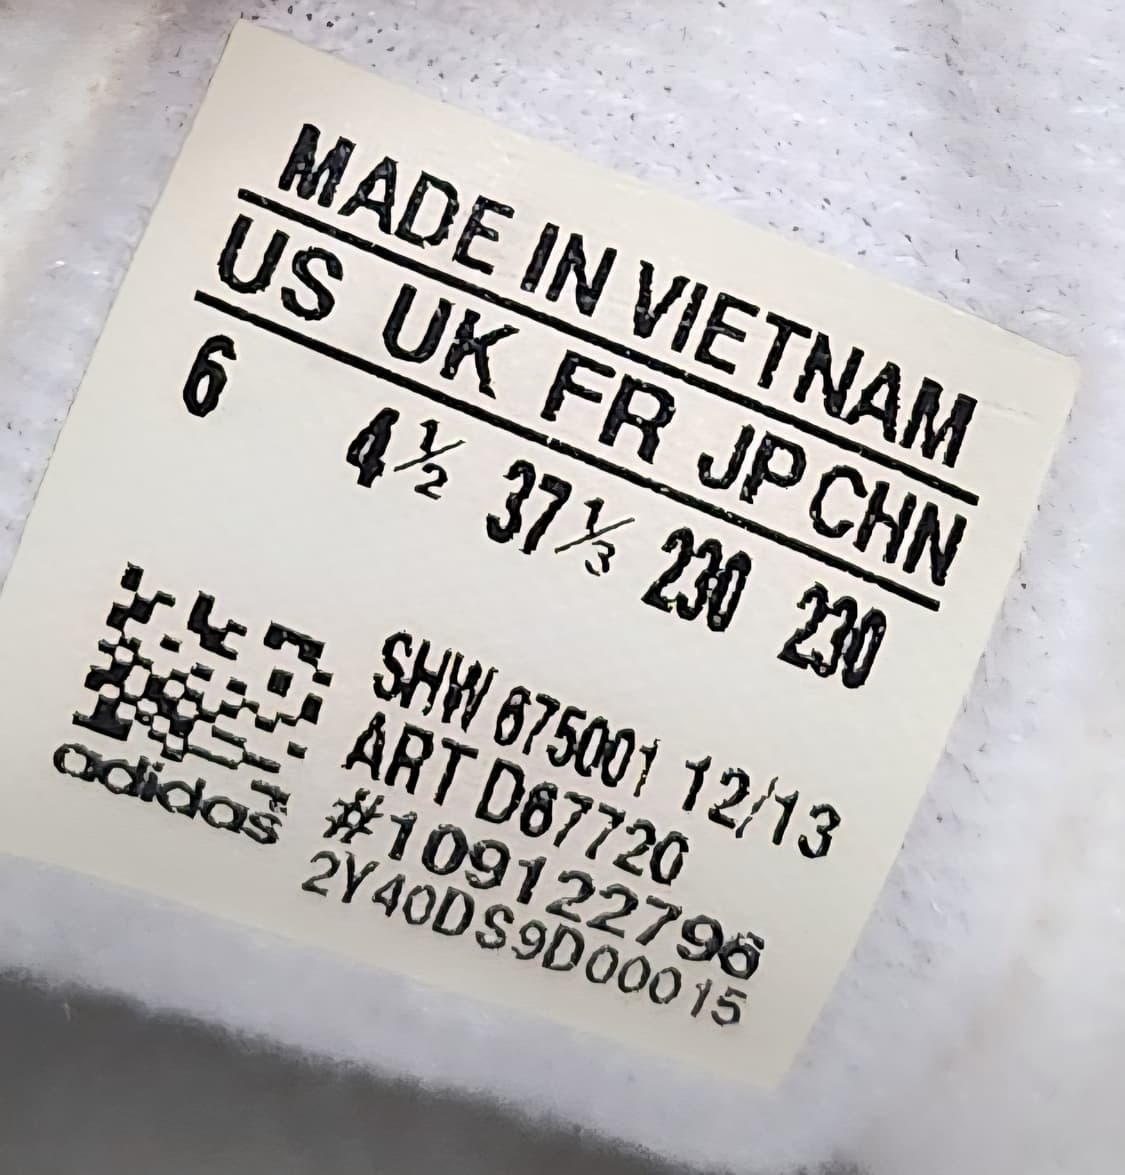 MADE IN VIETNAM
US UK FR JP CHN
6 4½ 37⅓ 230 230
SHW 675001 12/13
ART D67720
#109122796
2Y40DS9D00015
adidas